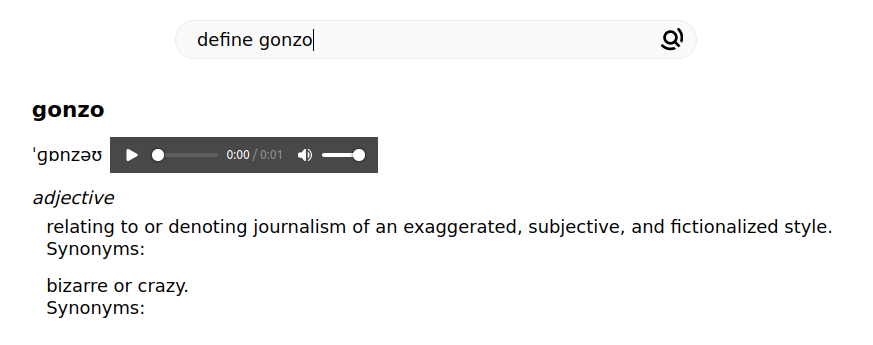 define gonzo
gonzo
ˈɡɒnzəʊ 0:00 / 0:01
adjective
relating to or denoting journalism of an exaggerated, subjective, and fictionalized style.
Synonyms:
bizarre or crazy.
Synonyms: